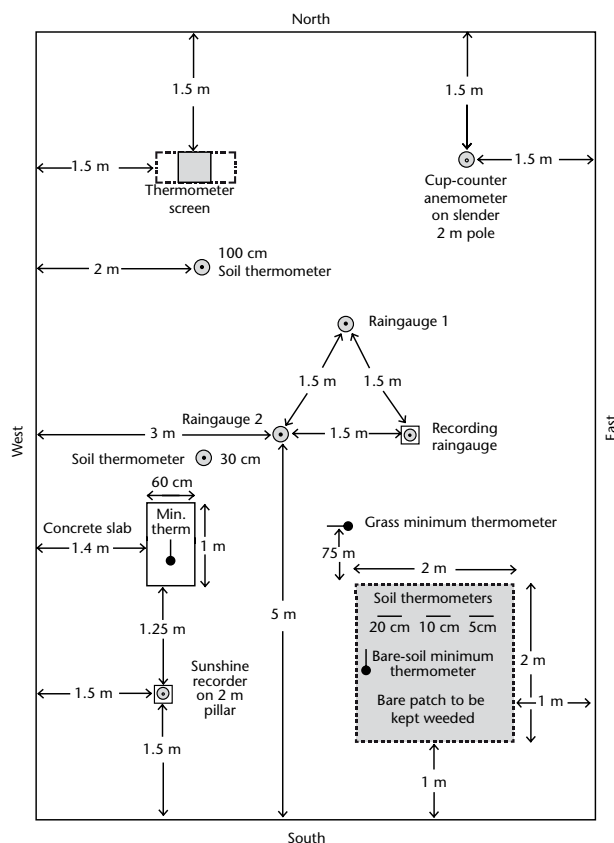 North
1.5 m
1.5 m
1.5 m
1.5 m
Thermometer
screen
Cup-counter
anemometer
on slender
2 m pole
100 cm
Soil thermometer
2 m
Raingauge 1
1.5 m
1.5 m
West
East
Raingauge 2
3 m
1.5 m
Recording
raingauge
Soil thermometer
30 cm
60 cm
Concrete slab
Min.
therm
1 m
1.4 m
Grass minimum thermometer
75 m
2 m
Soil thermometers
20 cm
10 cm
5cm
5 m
1.25 m
Bare-soil minimum
thermometer
2 m
Sunshine
recorder
on 2 m
pillar
1.5 m
Bare patch to be
kept weeded
1 m
1.5 m
1 m
South